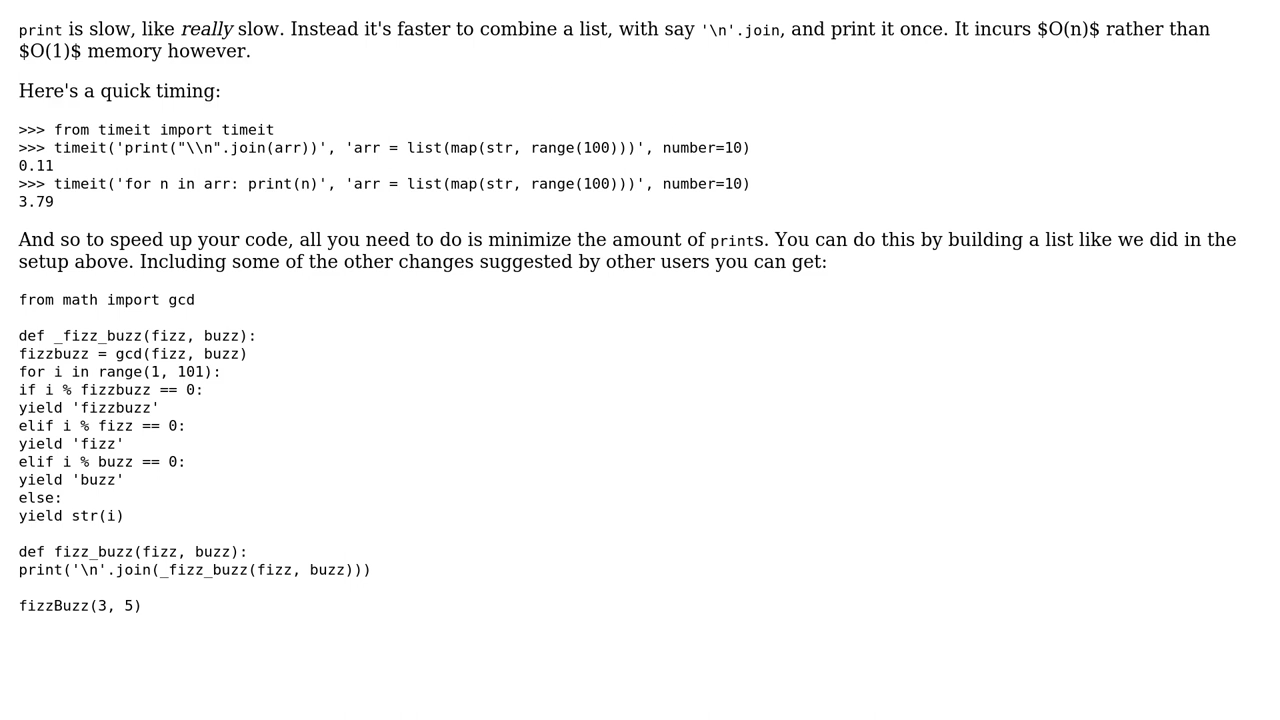 print is slow, like really slow. Instead it's faster to combine a list, with say '\n'.join, and print it once. It incurs $O(n)$ rather than
$O(1)$ memory however.
Here's a quick timing:
>>> from timeit import timeit
>>> timeit('print("\\n".join(arr))', 'arr = list(map(str, range(100)))', number=10)
0.11
>>> timeit('for n in arr: print(n)', 'arr = list(map(str, range(100)))', number=10)
3.79
And so to speed up your code, all you need to do is minimize the amount of prints. You can do this by building a list like we did in the
setup above. Including some of the other changes suggested by other users you can get:
from math import gcd
def _fizz_buzz(fizz, buzz):
fizzbuzz = gcd(fizz, buzz)
for i in range(1, 101):
if i % fizzbuzz == 0:
yield 'fizzbuzz'
elif i % fizz == 0:
yield 'fizz'
elif i % buzz == 0:
yield 'buzz'
else:
yield str(i)
def fizz_buzz(fizz, buzz):
print('\n'.join(_fizz_buzz(fizz, buzz)))
fizzBuzz(3, 5)